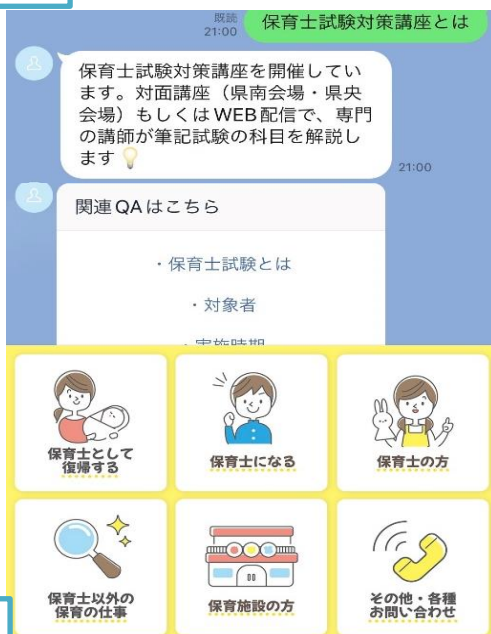 既読
21:00
保育士試験対策講座とは
保育士試験対策講座を開催してい
ます。対面講座（県南会場・県央
会場）もしくはWEB配信で、専門
の講師が筆記試験の科目を解説し
ます💡
21:00
関連QAはこちら
・保育士試験とは
・対象者
・実施時期
保育士として
復帰する
保育士になる
保育士の方
保育士以外の
保育の仕事
保育施設の方
その他・各種
お問い合わせ